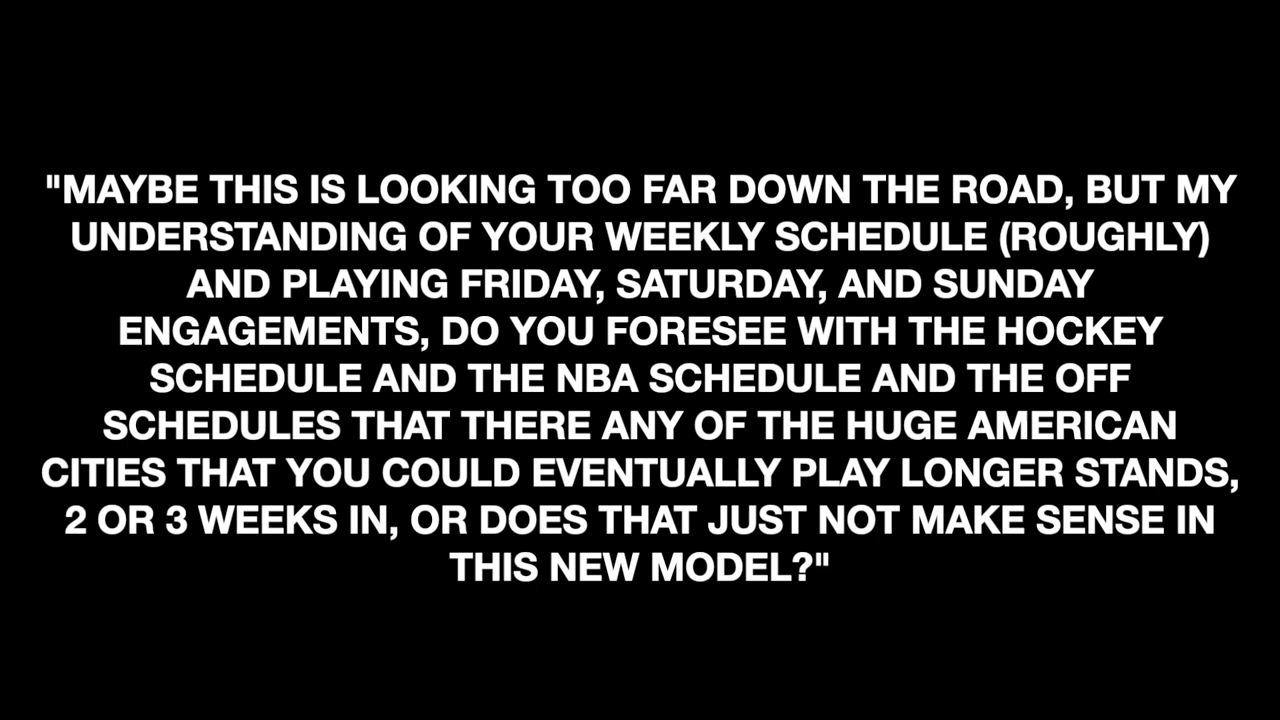 "MAYBE THIS IS LOOKING TOO FAR DOWN THE ROAD, BUT MY
UNDERSTANDING OF YOUR WEEKLY SCHEDULE (ROUGHLY)
AND PLAYING FRIDAY, SATURDAY, AND SUNDAY
ENGAGEMENTS, DO YOU FORESEE WITH THE HOCKEY
SCHEDULE AND THE NBA SCHEDULE AND THE OFF
SCHEDULES THAT THERE ANY OF THE HUGE AMERICAN
CITIES THAT YOU COULD EVENTUALLY PLAY LONGER STANDS,
2 OR 3 WEEKS IN, OR DOES THAT JUST NOT MAKE SENSE IN
THIS NEW MODEL?"